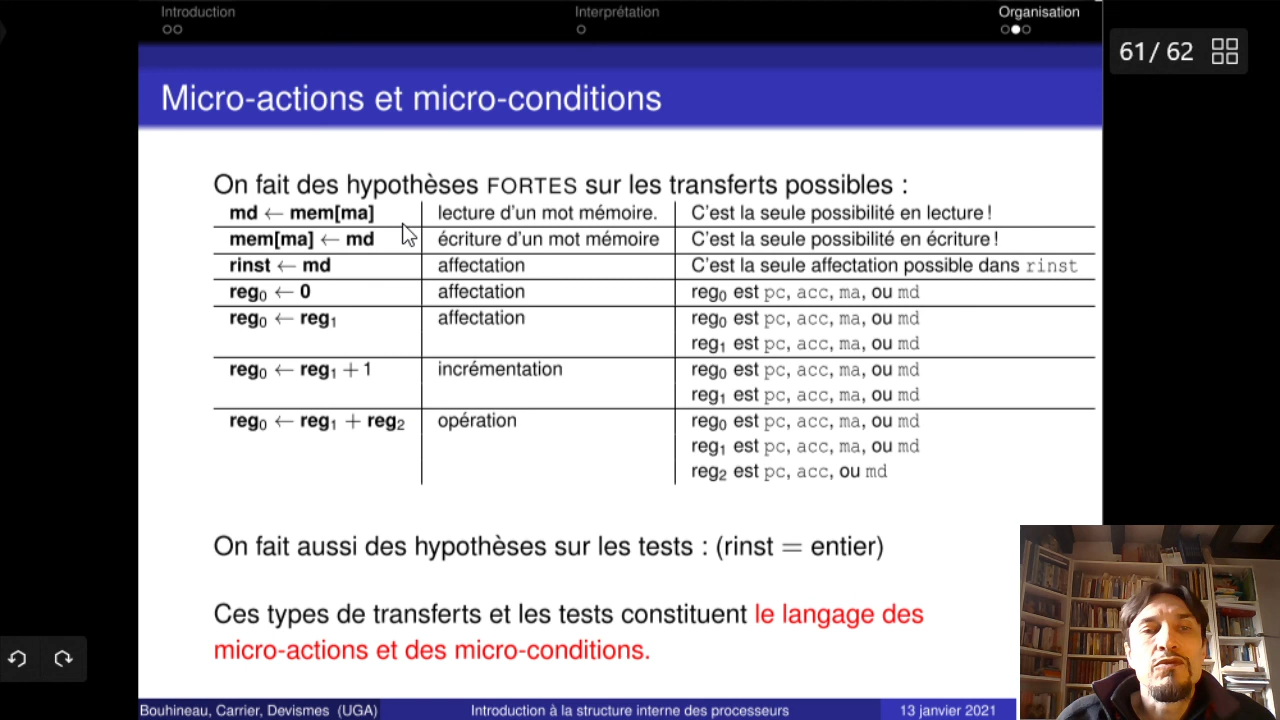 Introduction
Interprétation
Organisation
61/ 62
Micro-actions et micro-conditions
On fait des hypothèses FORTES sur les transferts possibles :
md ← mem[ma] lecture d'un mot mémoire. C'est la seule possibilité en lecture !
mem[ma] ← md écriture d'un mot mémoire C'est la seule possibilité en écriture !
rinst ← md affectation C'est la seule affectation possible dans rinst
reg₀ ← 0 affectation reg₀ est pc, acc, ma, ou md
reg₀ ← reg₁ affectation reg₀ est pc, acc, ma, ou md
reg₁ est pc, acc, ma, ou md
reg₀ ← reg₁ + 1 incrémentation reg₀ est pc, acc, ma, ou md
reg₁ est pc, acc, ma, ou md
reg₀ ← reg₁ + reg₂ opération reg₀ est pc, acc, ma, ou md
reg₁ est pc, acc, ma, ou md
reg₂ est pc, acc, ou md
On fait aussi des hypothèses sur les tests : (rinst = entier)
Ces types de transferts et les tests constituent le langage des
micro-actions et des micro-conditions.
Bouhineau, Carrier, Devismes (UGA)
Introduction à la structure interne des processeurs
13 janvier 2021